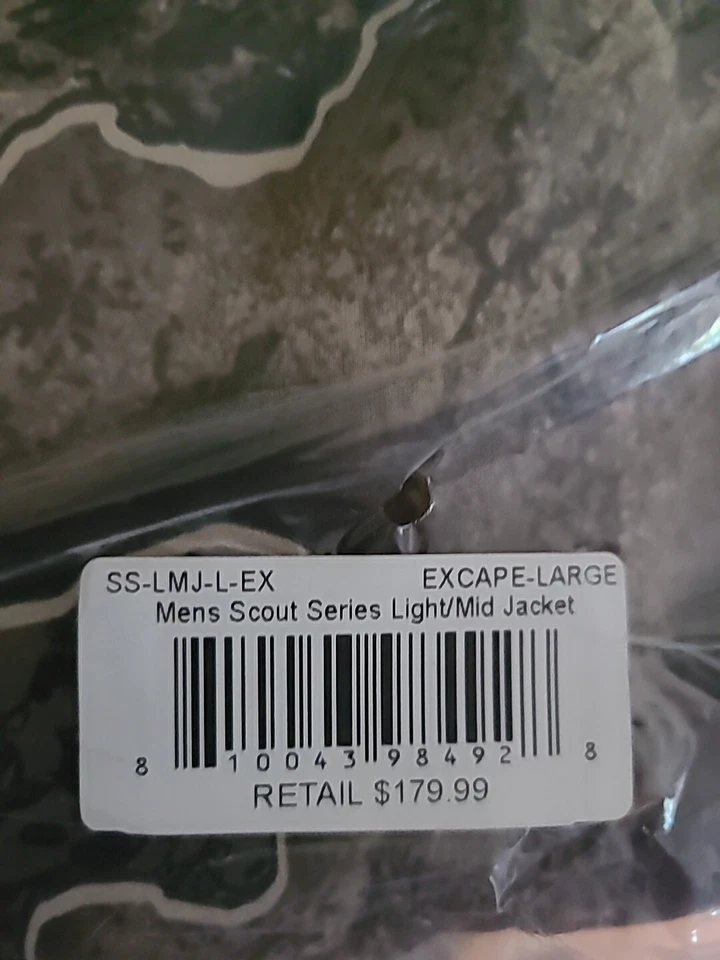 SS-LMJ-L-EX EXCAPE-LARGE
Mens Scout Series Light/Mid Jacket
8 10043 98492 8
RETAIL $179.99